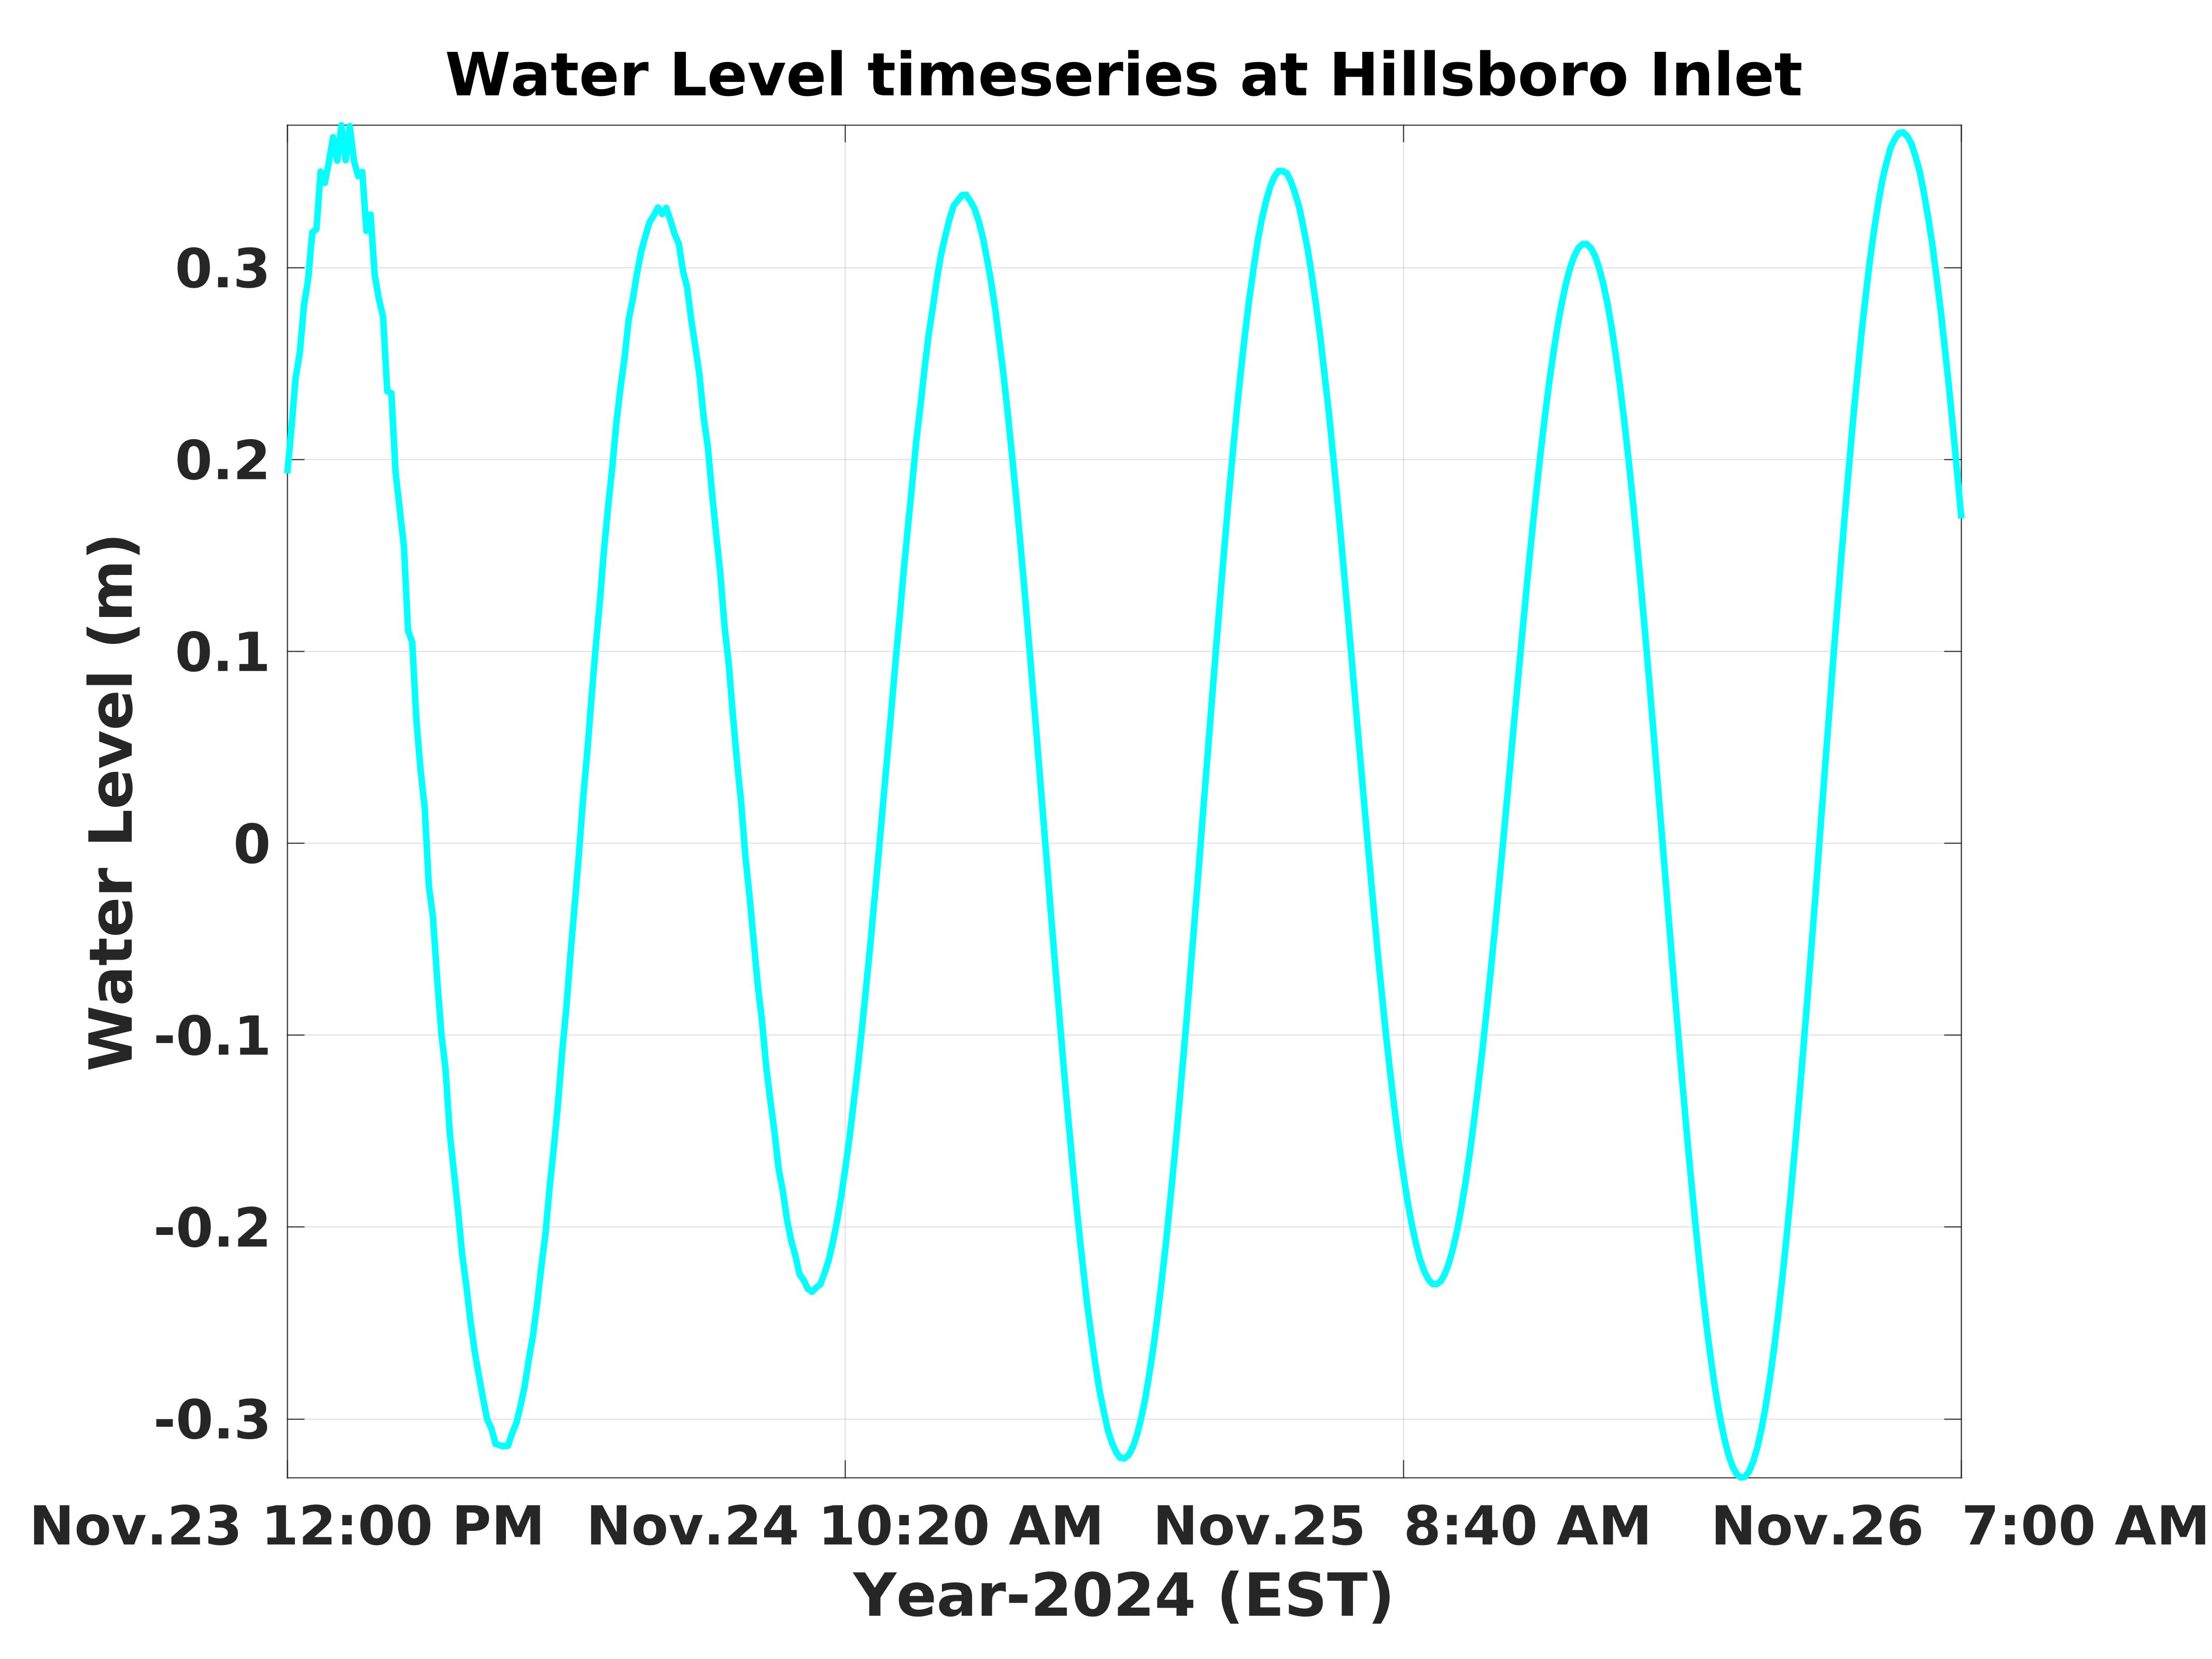 Water Level timeseries at Hillsboro Inlet
Water Level (m)
0.3
0.2
0.1
0
-0.1
-0.2
-0.3
Nov.23 12:00 PM Nov.24 10:20 AM Nov.25 8:40 AM Nov.26 7:00 AM
Year-2024 (EST)